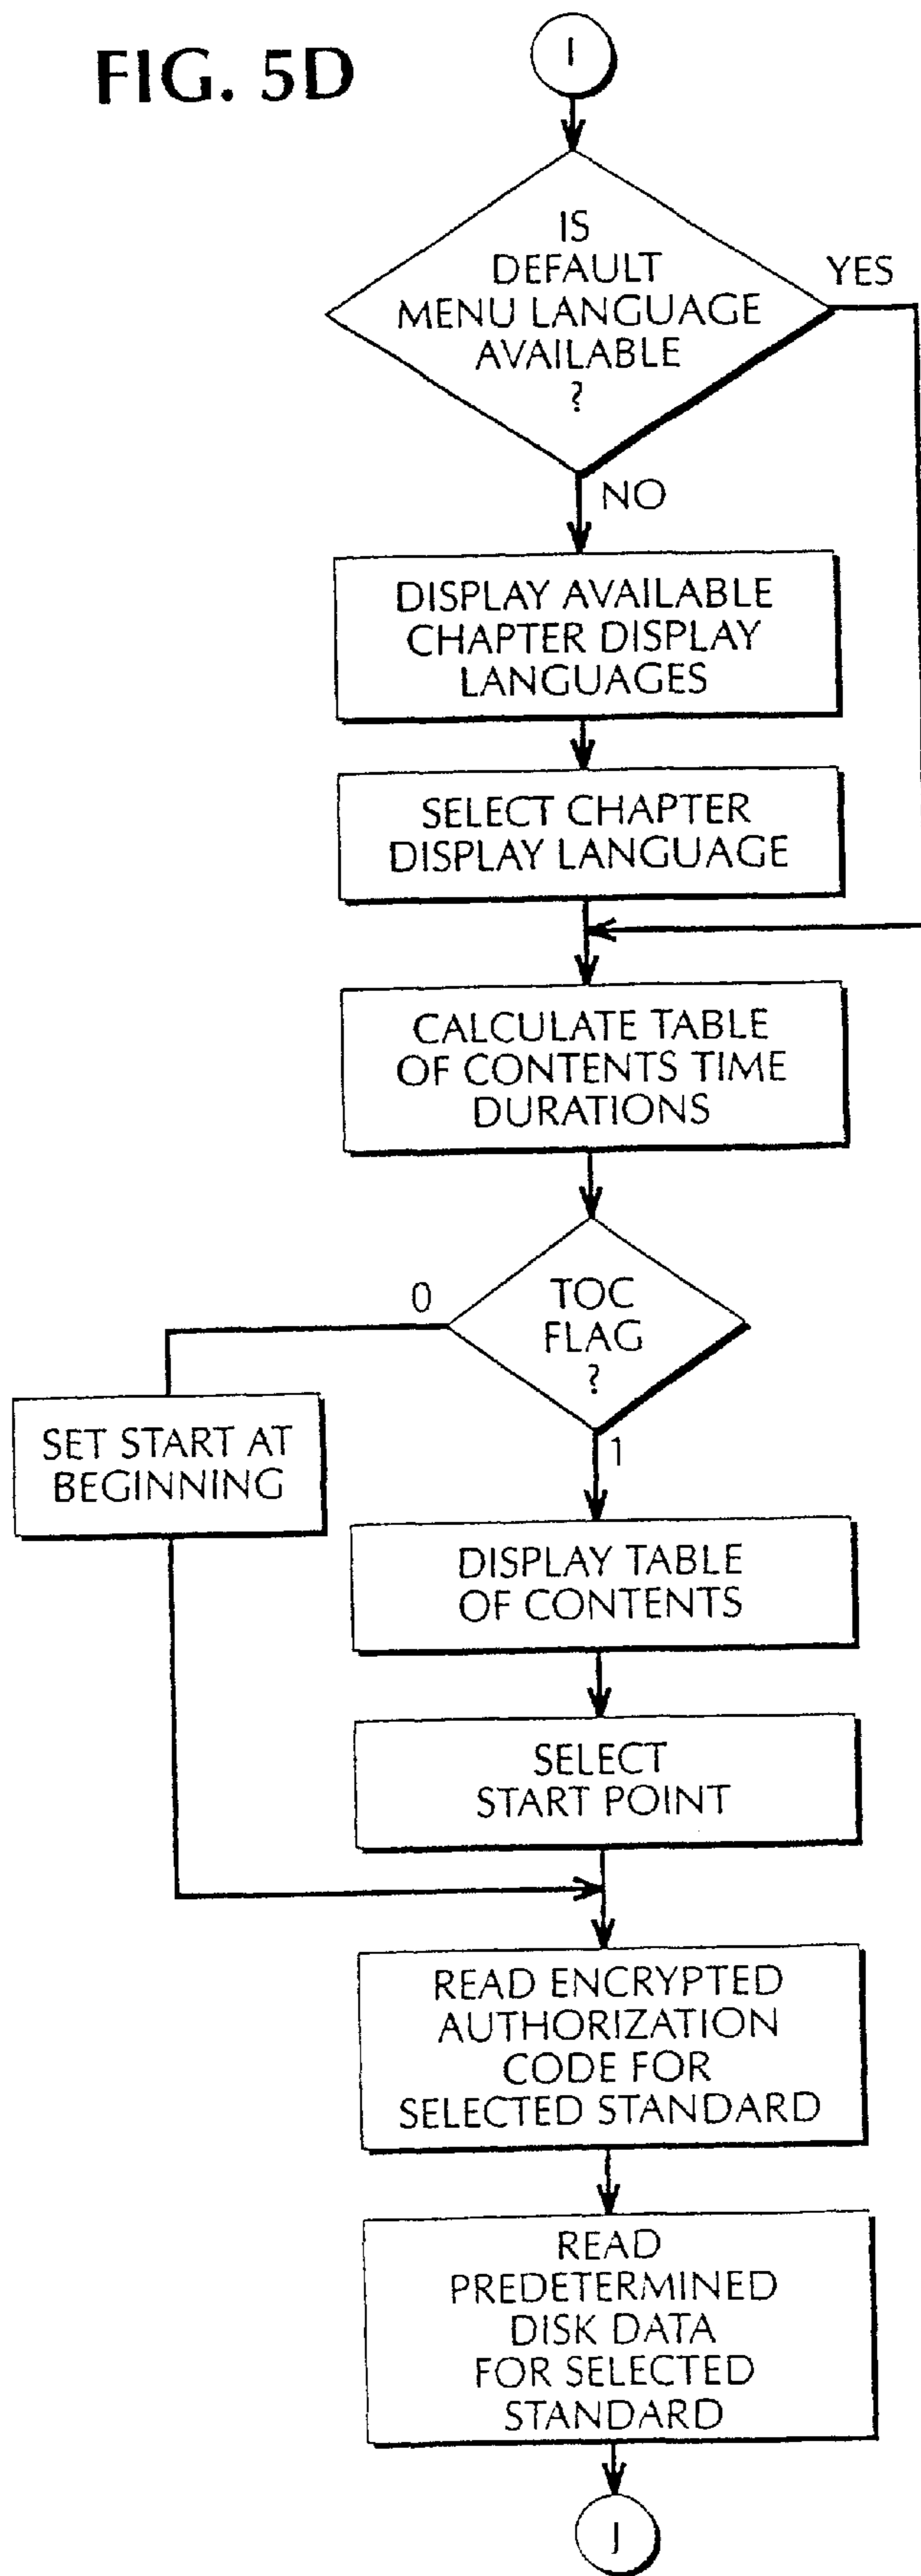 FIG. 5D
I
IS
DEFAULT
MENU LANGUAGE
AVAILABLE
?
YES
NO
DISPLAY AVAILABLE
CHAPTER DISPLAY
LANGUAGES
SELECT CHAPTER
DISPLAY LANGUAGE
CALCULATE TABLE
OF CONTENTS TIME
DURATIONS
TOC
FLAG
?
0
1
SET START AT
BEGINNING
DISPLAY TABLE
OF CONTENTS
SELECT
START POINT
READ ENCRYPTED
AUTHORIZATION
CODE FOR
SELECTED STANDARD
READ
PREDETERMINED
DISK DATA
FOR SELECTED
STANDARD
J